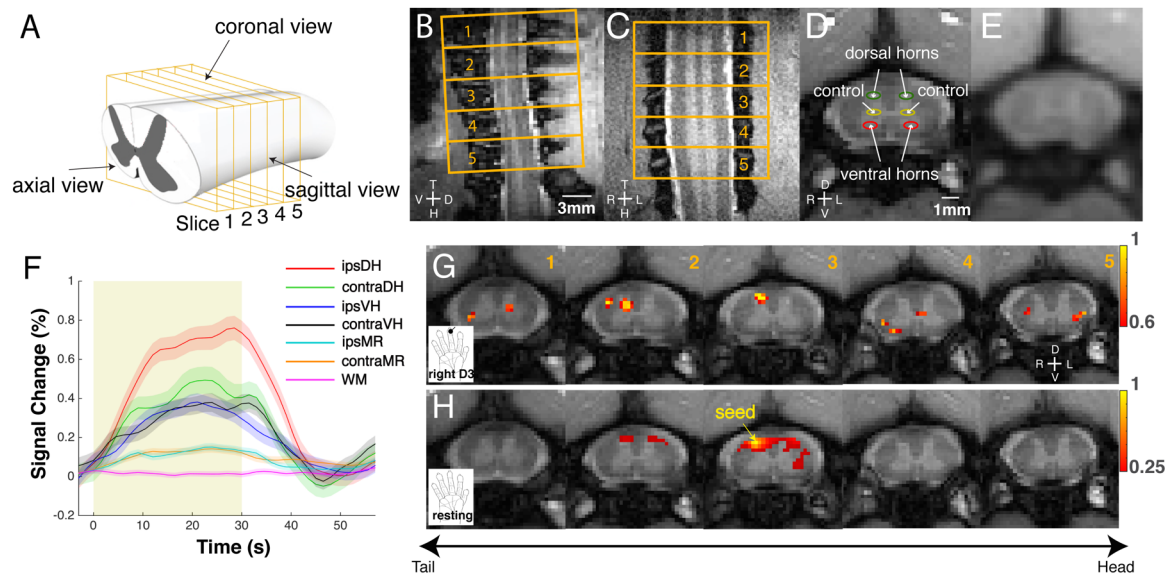 A
coronal view
axial view
sagittal view
Slice 1 2 3 4 5
B
1
2
3
4
5
T
V D
H
3mm
C
1
2
3
4
5
T
R L
H
D
dorsal horns
control control
ventral horns
D
R L
V
1mm
E
F
Signal Change (%)
1
0.8
0.6
0.4
0.2
0
-0.2
0 10 20 30 40 50
Time (s)
ipsDH
contraDH
ipsVH
contraVH
ipsMR
contraMR
WM
G
1 2 3 4 5
right D3
D
R L
V
1
0.6
H
seed
resting
1
0.25
Tail Head